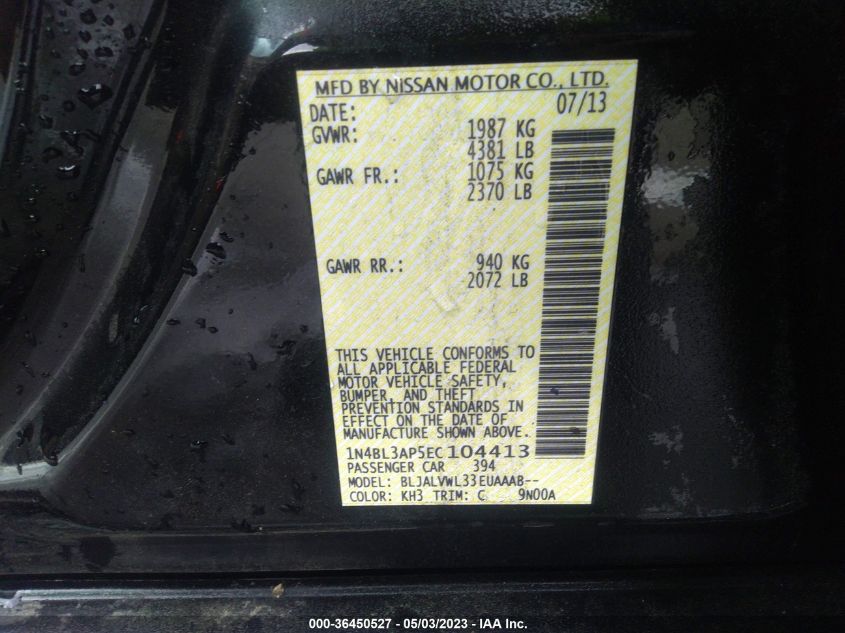 MFD BY NISSAN MOTOR CO., LTD.
DATE: 07/13
GVWR: 1987 KG
4381 LB
GAWR FR.: 1075 KG
2370 LB
GAWR RR.: 940 KG
2072 LB
THIS VEHICLE CONFORMS TO
ALL APPLICABLE FEDERAL
MOTOR VEHICLE SAFETY,
BUMPER, AND THEFT
PREVENTION STANDARDS IN
EFFECT ON THE DATE OF
MANUFACTURE SHOWN ABOVE.
1N4BL3AP5EC104413
PASSENGER CAR 394
MODEL: BLJALVWL33EUAAAB--
COLOR: KH3 TRIM: C 9N00A
000-36450527 - 05/03/2023 - IAA Inc.